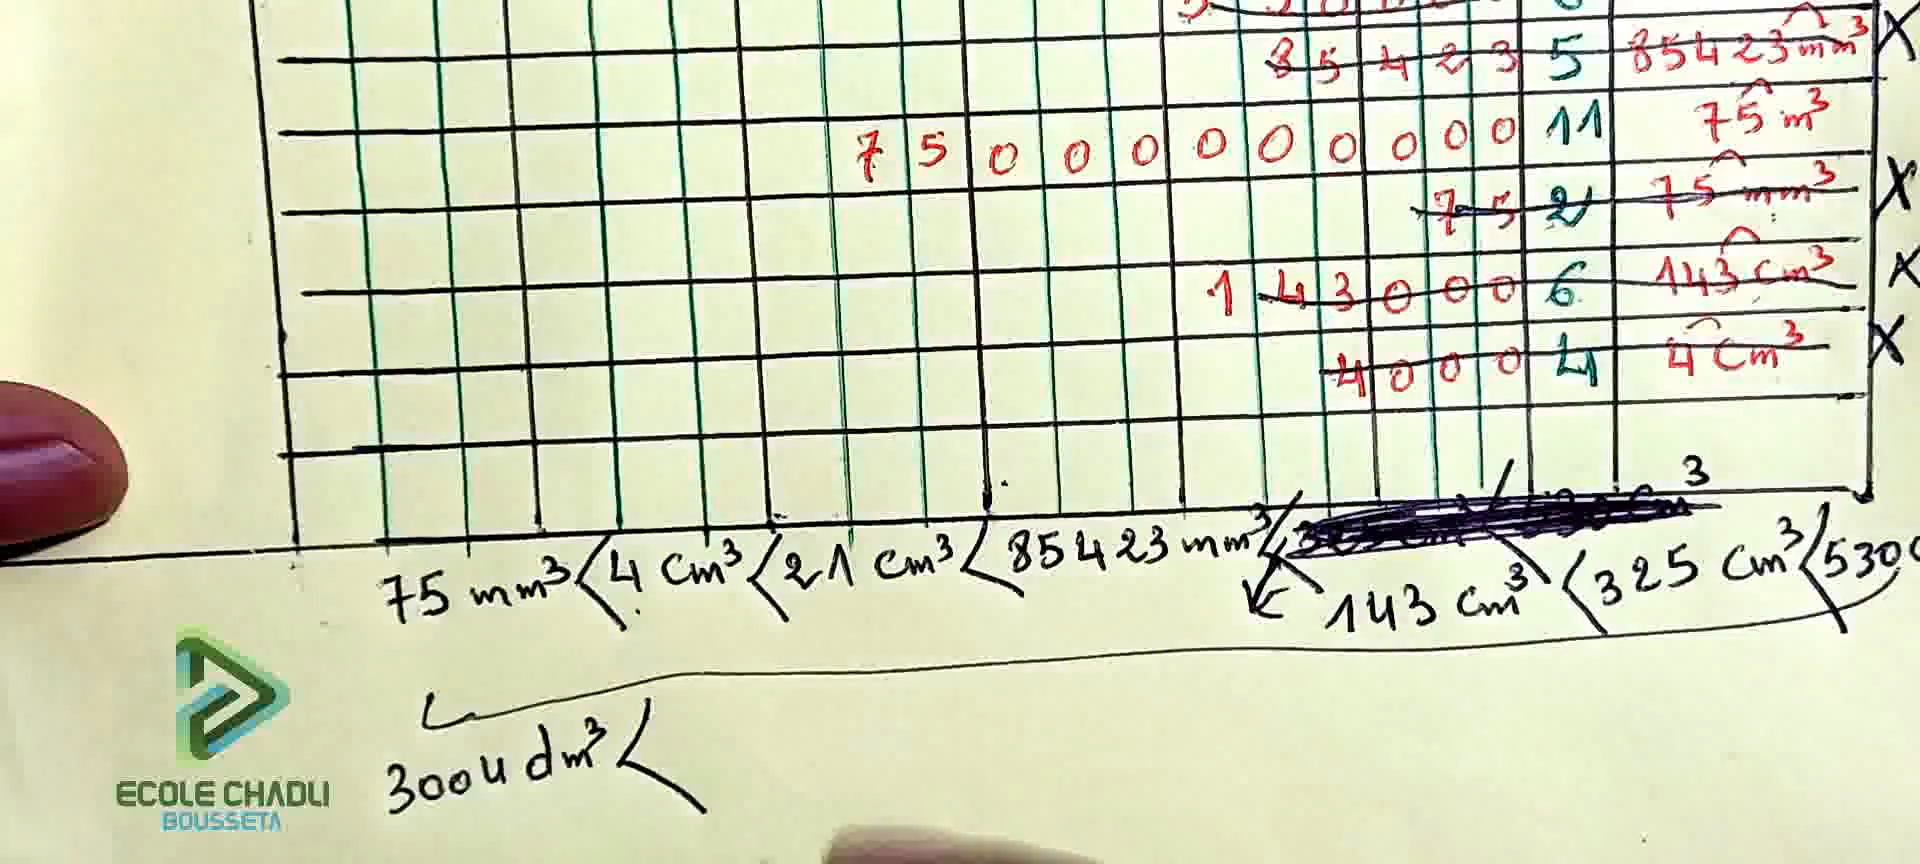 8 5 4 2 3 5 85423 mm³ X
7 5 0 0 0 0 0 0 0 0 0 11 75 m³
7 5 2 75 mm³ X
1 4 3 0 0 0 6 143 cm³ X
4 0 0 0 4 4 cm³ X
75 mm³ < 4 cm³ < 21 cm³ < 85423 mm³ < 143 cm³ < 325 cm³ < 530
3004 dm³ <
ECOLE CHADLI
BOUSSETA